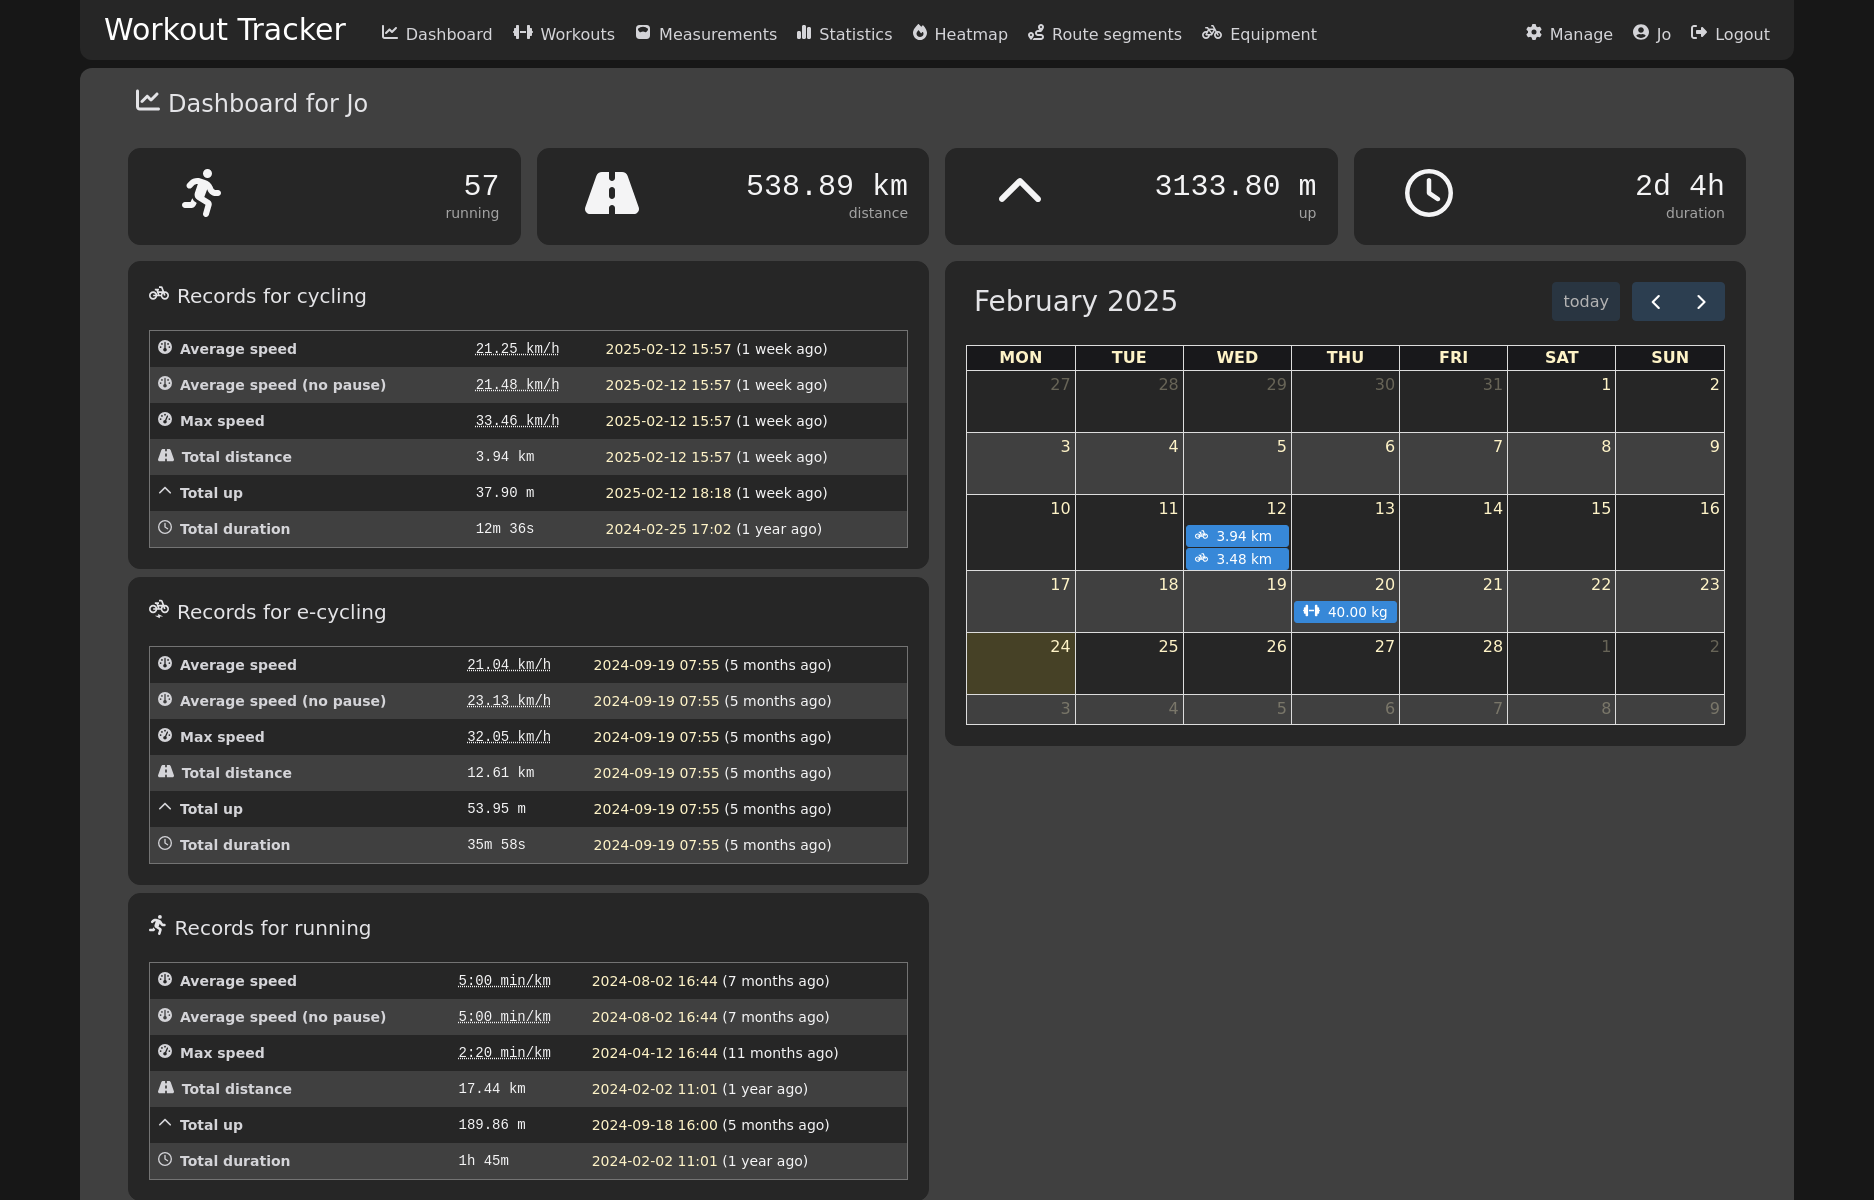 Workout Tracker Dashboard Workouts Measurements Statistics Heatmap Route segments Equipment Manage Jo Logout
Dashboard for Jo
57
running
538.89 km
distance
3133.80 m
up
2d 4h
duration
Records for cycling
Average speed 21.25 km/h 2025-02-12 15:57 (1 week ago)
Average speed (no pause) 21.48 km/h 2025-02-12 15:57 (1 week ago)
Max speed 33.46 km/h 2025-02-12 15:57 (1 week ago)
Total distance 3.94 km 2025-02-12 15:57 (1 week ago)
Total up 37.90 m 2025-02-12 18:18 (1 week ago)
Total duration 12m 36s 2024-02-25 17:02 (1 year ago)
Records for e-cycling
Average speed 21.04 km/h 2024-09-19 07:55 (5 months ago)
Average speed (no pause) 23.13 km/h 2024-09-19 07:55 (5 months ago)
Max speed 32.05 km/h 2024-09-19 07:55 (5 months ago)
Total distance 12.61 km 2024-09-19 07:55 (5 months ago)
Total up 53.95 m 2024-09-19 07:55 (5 months ago)
Total duration 35m 58s 2024-09-19 07:55 (5 months ago)
Records for running
Average speed 5:00 min/km 2024-08-02 16:44 (7 months ago)
Average speed (no pause) 5:00 min/km 2024-08-02 16:44 (7 months ago)
Max speed 2:20 min/km 2024-04-12 16:44 (11 months ago)
Total distance 17.44 km 2024-02-02 11:01 (1 year ago)
Total up 189.86 m 2024-09-18 16:00 (5 months ago)
Total duration 1h 45m 2024-02-02 11:01 (1 year ago)
February 2025 today
MON TUE WED THU FRI SAT SUN
27 28 29 30 31 1 2
3 4 5 6 7 8 9
10 11 12 13 14 15 16
3.94 km
3.48 km
17 18 19 20 21 22 23
40.00 kg
24 25 26 27 28 1 2
3 4 5 6 7 8 9